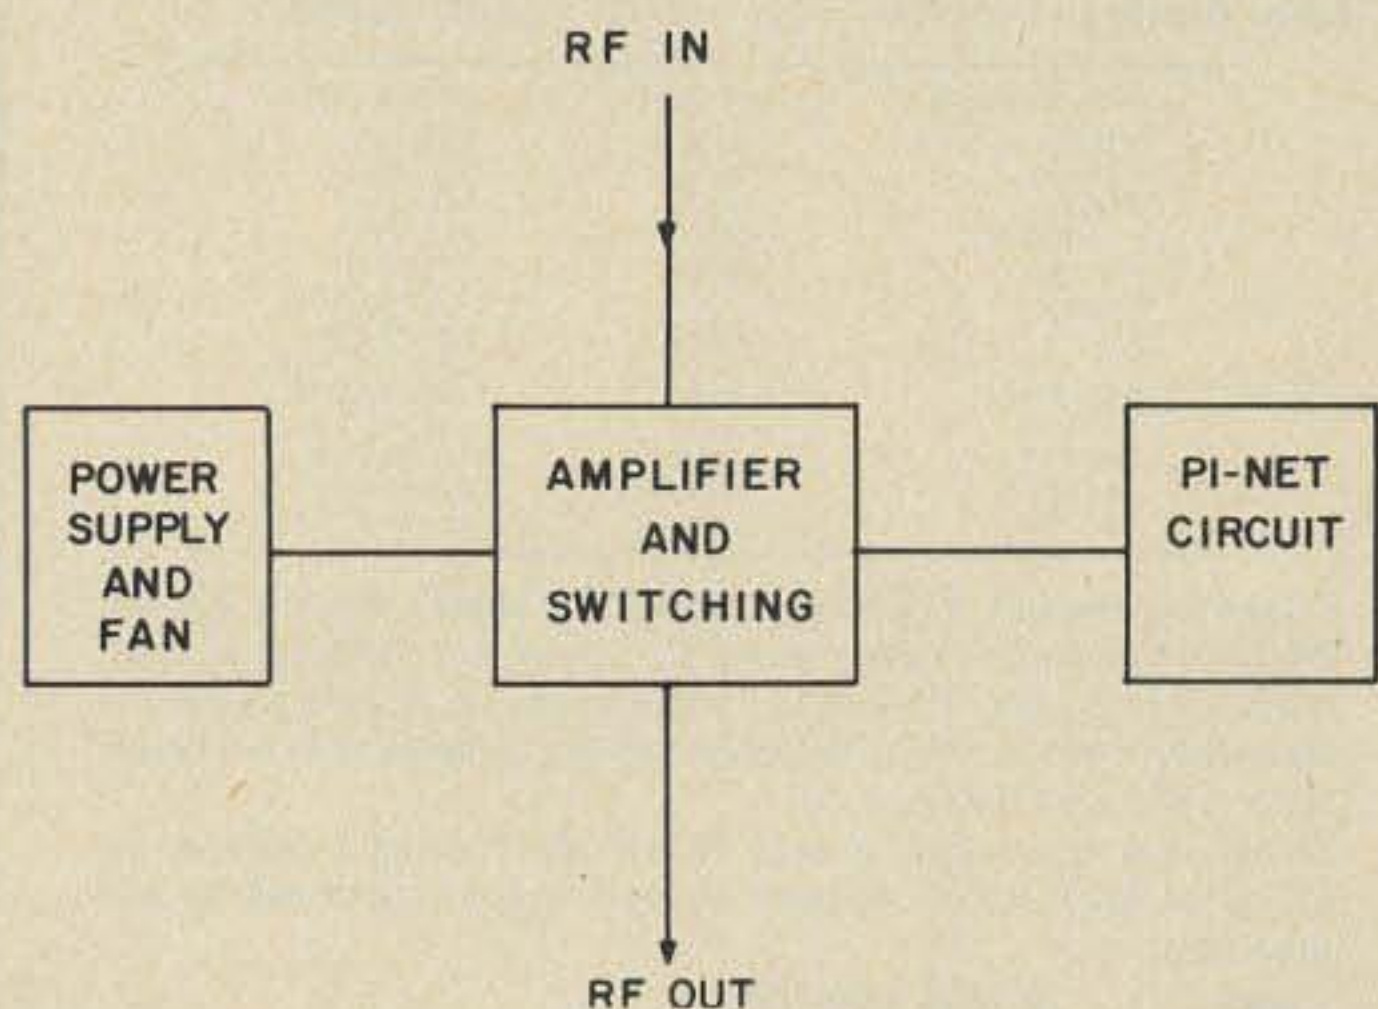 RF IN
POWER
SUPPLY
AND
FAN
AMPLIFIER
AND
SWITCHING
PI-NET
CIRCUIT
RF OUT